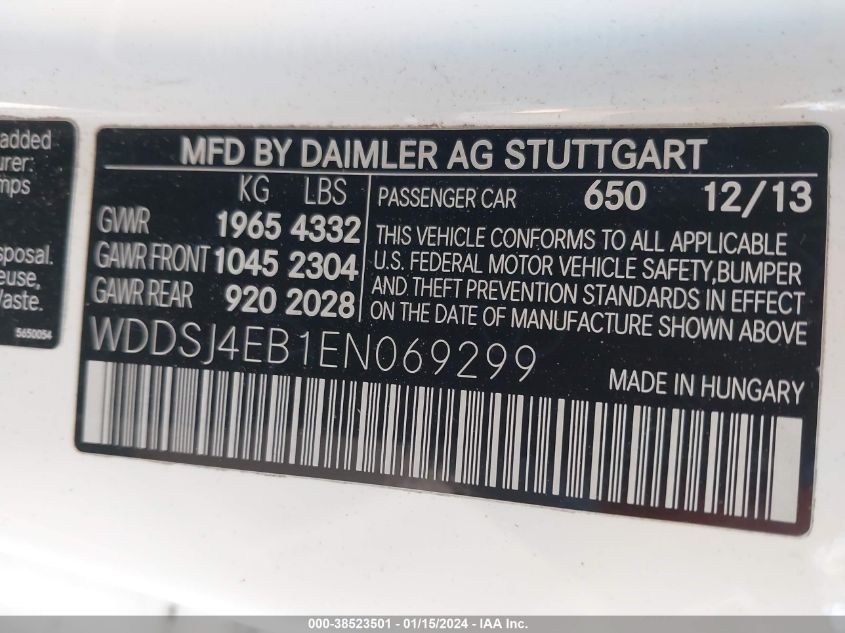 added
urer:
mps
sposal.
euse,
Waste.
5650054
MFD BY DAIMLER AG STUTTGART
KG LBS
GVWR 1965 4332
GAWR FRONT 1045 2304
GAWR REAR 920 2028
PASSENGER CAR 650 12/13
THIS VEHICLE CONFORMS TO ALL APPLICABLE
U.S. FEDERAL MOTOR VEHICLE SAFETY,BUMPER
AND THEFT PREVENTION STANDARDS IN EFFECT
ON THE DATE OF MANUFACTURE SHOWN ABOVE
WDDSJ4EB1EN069299
MADE IN HUNGARY
000-38523501 - 01/15/2024 - IAA Inc.